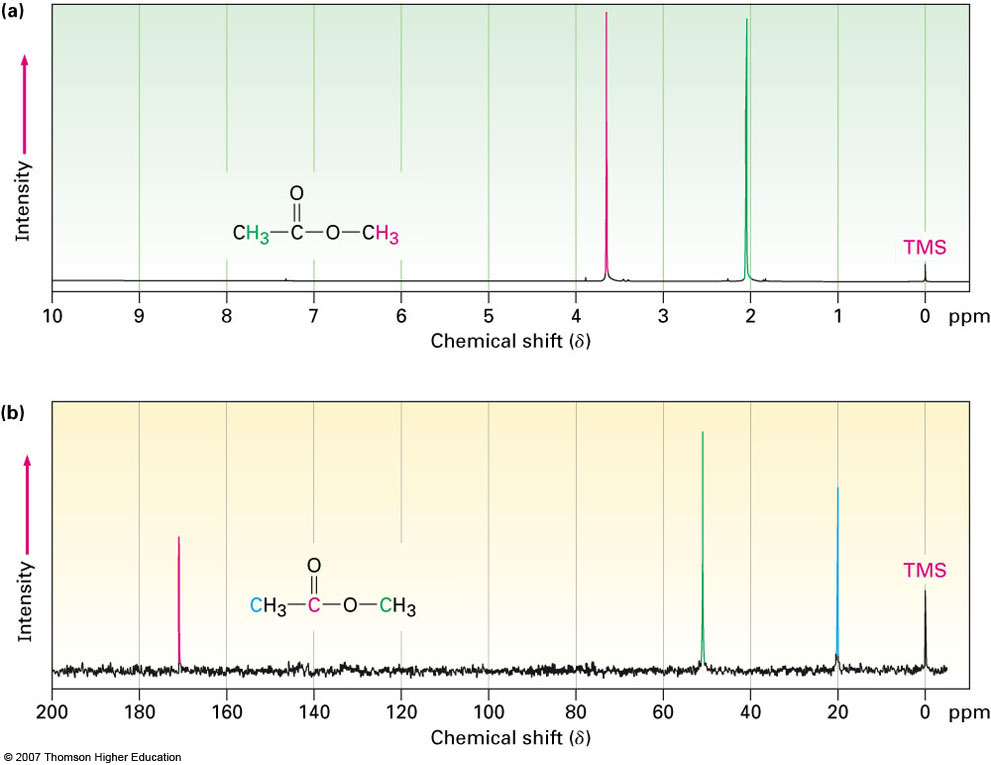 (a)
Intensity
O
CH3—C—O—CH3
TMS
10 9 8 7 6 5 4 3 2 1 0 ppm
Chemical shift (δ)
(b)
Intensity
O
CH3—C—O—CH3
TMS
200 180 160 140 120 100 80 60 40 20 0 ppm
Chemical shift (δ)
© 2007 Thomson Higher Education